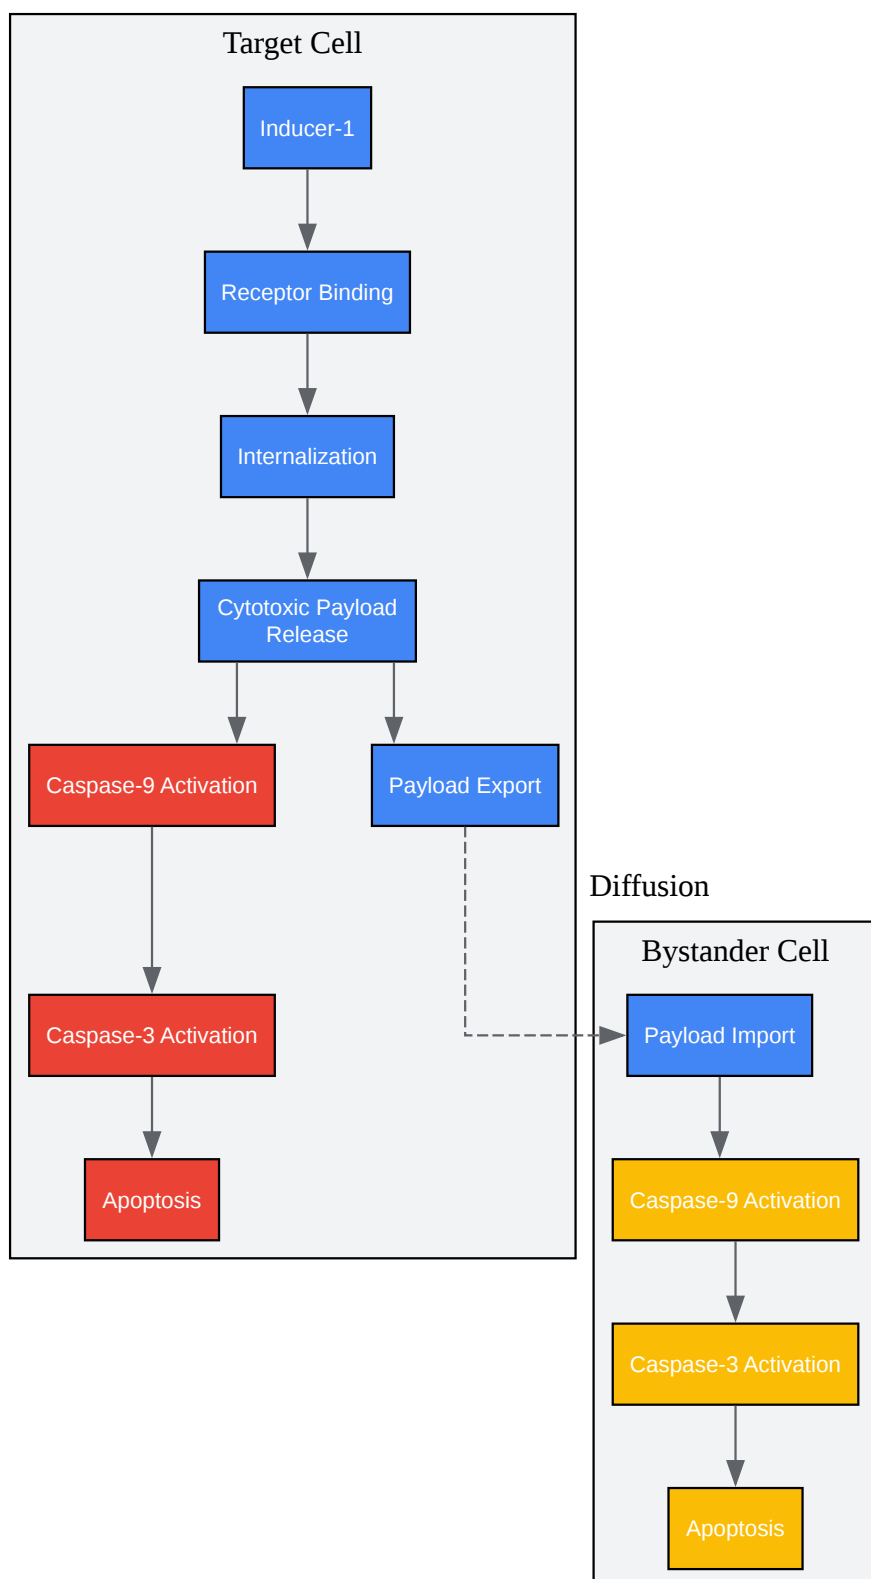 Target Cell
Inducer-1
Receptor Binding
Internalization
Cytotoxic Payload
Release
Caspase-9 Activation
Payload Export
Caspase-3 Activation
Apoptosis
Diffusion
Bystander Cell
Payload Import
Caspase-9 Activation
Caspase-3 Activation
Apoptosis